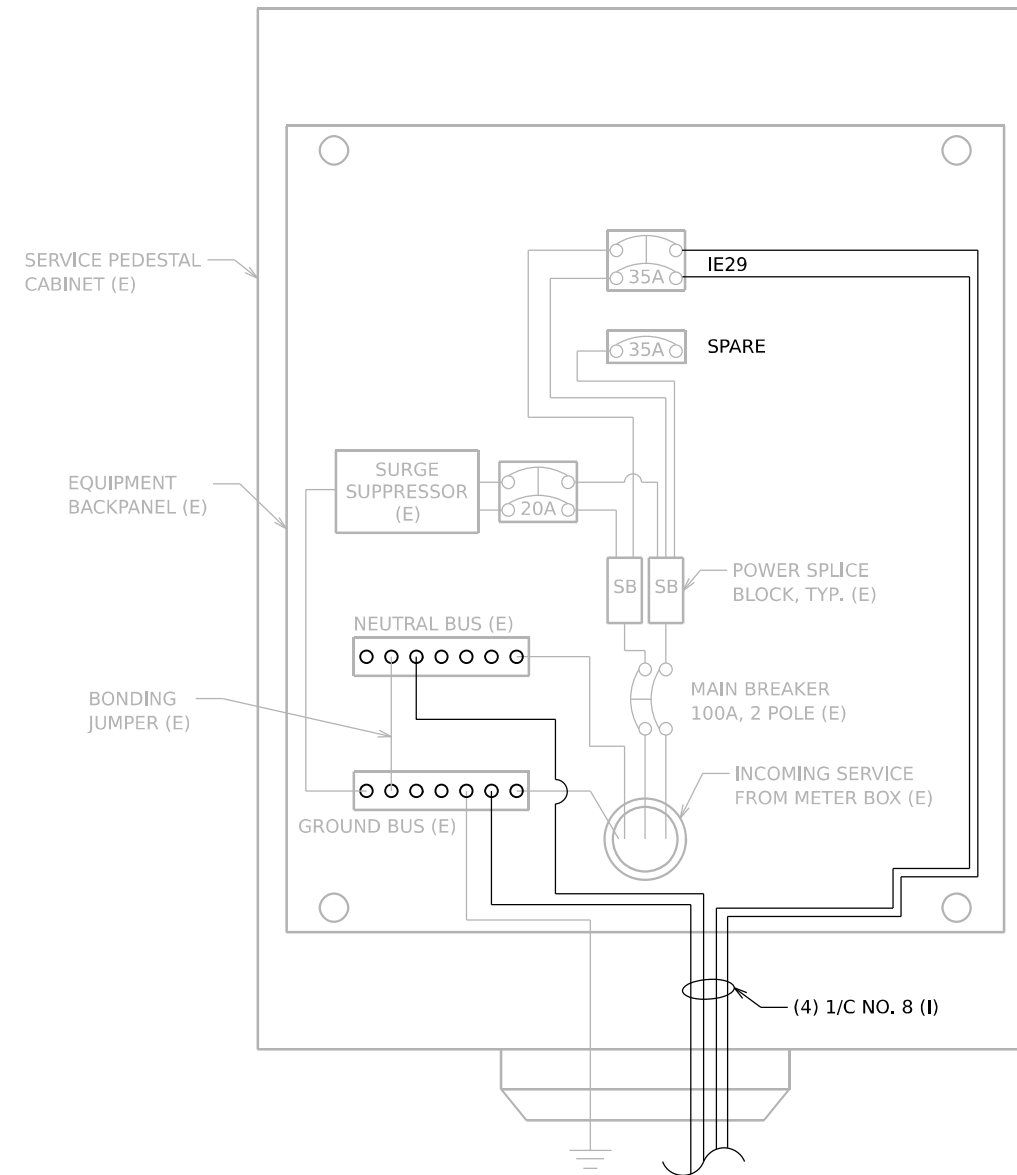 SERVICE PEDESTAL
CABINET (E)
IE29
35A
35A
SPARE
SURGE
SUPPRESSOR
(E)
20A
EQUIPMENT
BACKPANEL (E)
SB
SB
POWER SPLICE
BLOCK, TYP. (E)
NEUTRAL BUS (E)
BONDING
JUMPER (E)
MAIN BREAKER
100A, 2 POLE (E)
INCOMING SERVICE
FROM METER BOX (E)
GROUND BUS (E)
(4) 1/C NO. 8 (I)